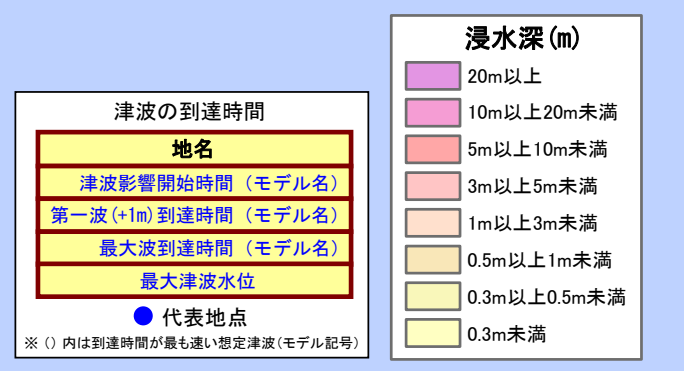 津波の到達時間
地名
津波影響開始時間(モデル名)
第一波(+1m)到達時間(モデル名)
最大波到達時間(モデル名)
最大津波水位
代表地点
※()内は到達時間が最も速い想定津波(モデル記号)
浸水深(m)
20m以上
10m以上20m未満
5m以上10m未満
3m以上5m未満
1m以上3m未満
0.5m以上1m未満
0.3m以上0.5m未満
0.3m未満